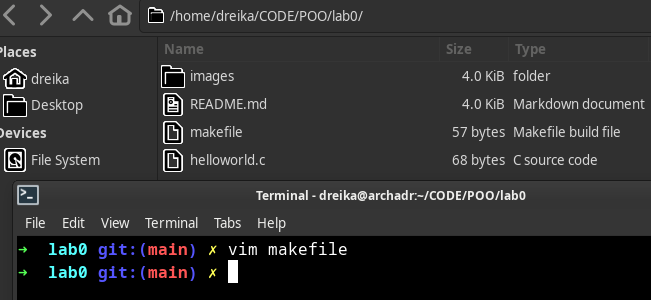 /home/dreika/CODE/POO/lab0/
Places
dreika
Desktop
Devices
File System
Name Size Type
images 4.0 KiB folder
README.md 4.0 KiB Markdown document
makefile 57 bytes Makefile build file
helloworld.c 68 bytes C source code
Terminal - dreika@archadr:~/CODE/POO/lab0
File Edit View Terminal Tabs Help
➜ lab0 git:(main) ✗ vim makefile
➜ lab0 git:(main) ✗